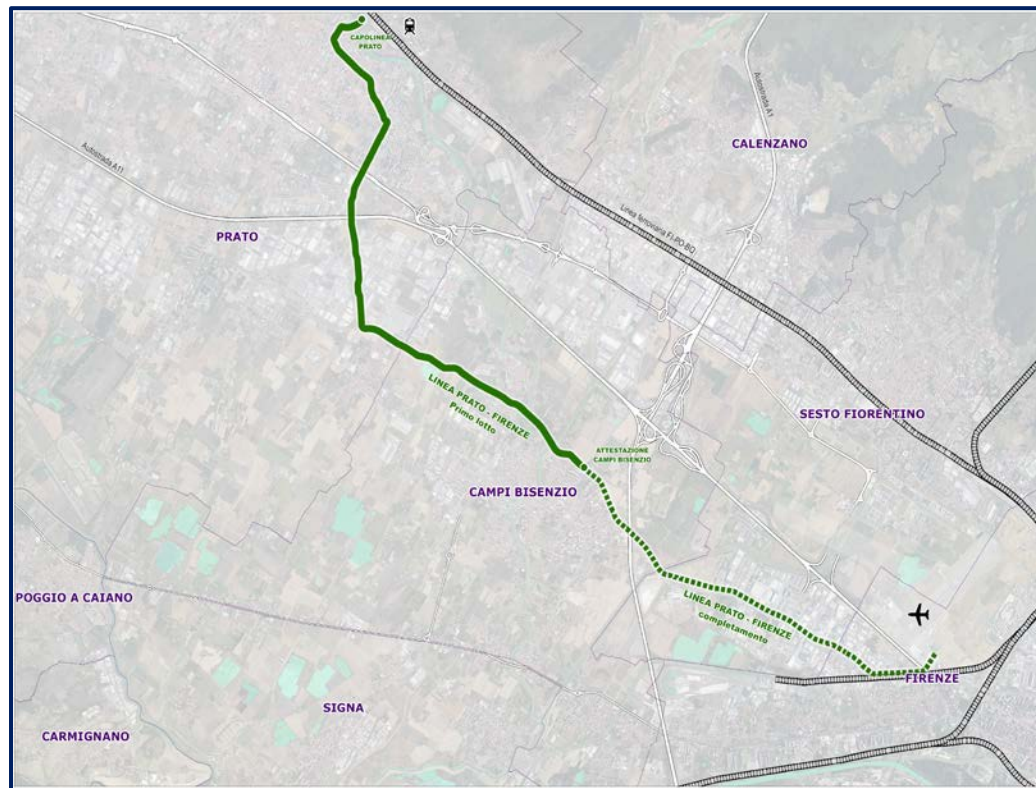 CAPOLINEA
PRATO
Autostrada A1
CALENZANO
Autostrada A11
Linea ferroviaria FI-PO-BO
PRATO
LINEA PRATO - FIRENZE
Primo lotto
SESTO FIORENTINO
ATTESTAZIONE
CAMPI BISENZIO
CAMPI BISENZIO
POGGIO A CAIANO
LINEA PRATO - FIRENZE
completamento
FIRENZE
SIGNA
CARMIGNANO